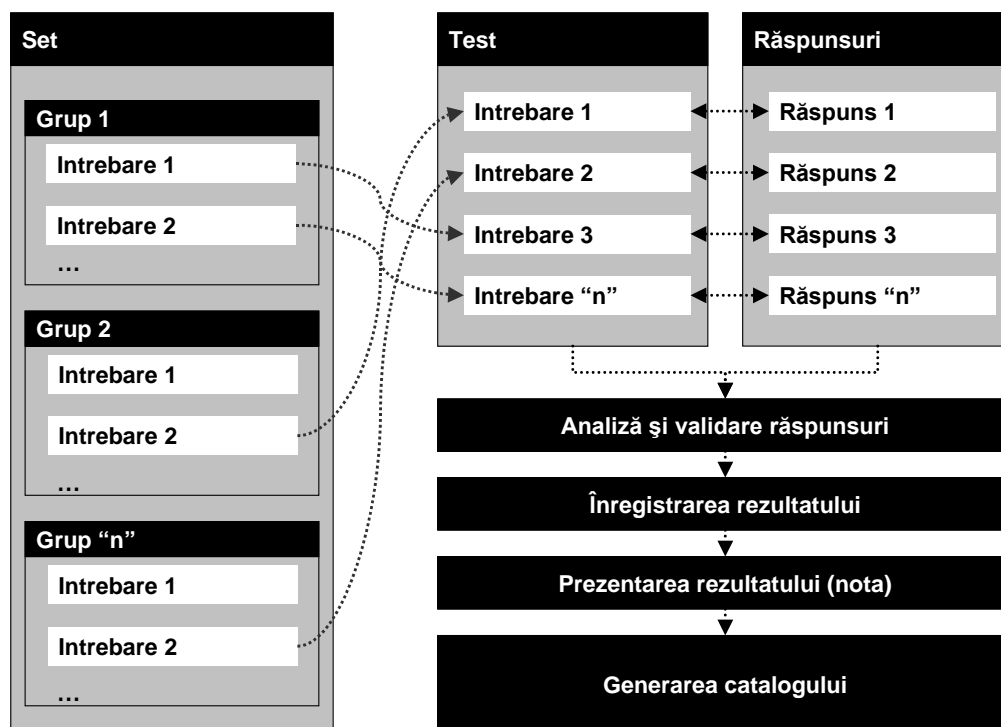 Set
Grup 1
Intrebare 1
Intrebare 2
…
Grup 2
Intrebare 1
Intrebare 2
…
Grup “n”
Intrebare 1
Intrebare 2
…
Test
Intrebare 1
Intrebare 2
Intrebare 3
Intrebare “n”
Răspunsuri
Răspuns 1
Răspuns 2
Răspuns 3
Răspuns “n”
Analiză şi validare răspunsuri
Înregistrarea rezultatului
Prezentarea rezultatului (nota)
Generarea catalogului